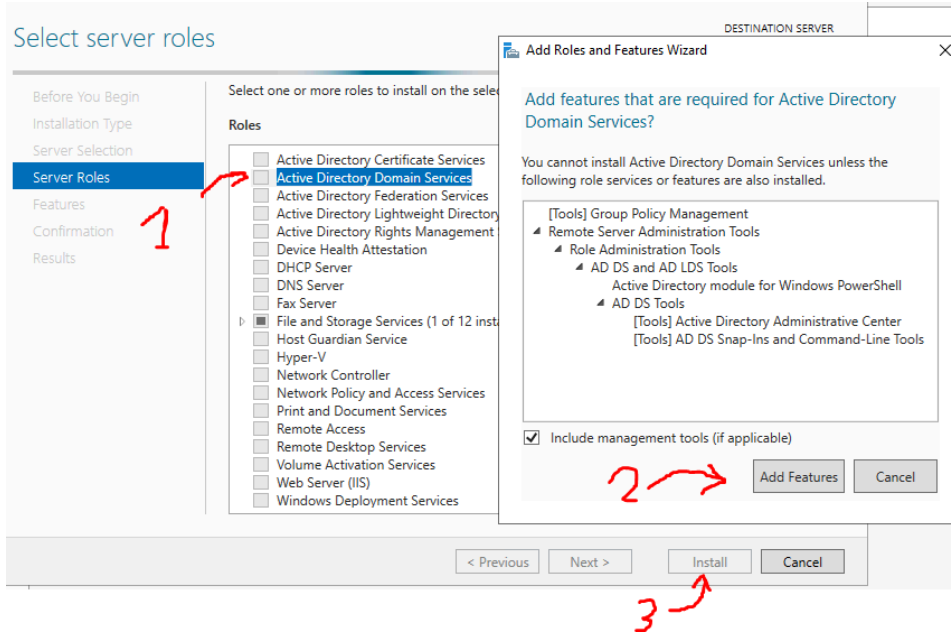 Select server roles
DESTINATION SERVER
Before You Begin
Installation Type
Server Selection
Server Roles
Features
Confirmation
Results
1
Select one or more roles to install on the sele
Roles
Active Directory Certificate Services
Active Directory Domain Services
Active Directory Federation Services
Active Directory Lightweight Directory
Active Directory Rights Management
Device Health Attestation
DHCP Server
DNS Server
Fax Server
File and Storage Services (1 of 12 insta
Host Guardian Service
Hyper-V
Network Controller
Network Policy and Access Services
Print and Document Services
Remote Access
Remote Desktop Services
Volume Activation Services
Web Server (IIS)
Windows Deployment Services
Add Roles and Features Wizard
Add features that are required for Active Directory
Domain Services?
You cannot install Active Directory Domain Services unless the
following role services or features are also installed.
[Tools] Group Policy Management
Remote Server Administration Tools
Role Administration Tools
AD DS and AD LDS Tools
Active Directory module for Windows PowerShell
AD DS Tools
[Tools] Active Directory Administrative Center
[Tools] AD DS Snap-Ins and Command-Line Tools
Include management tools (if applicable)
2
Add Features Cancel
< Previous Next > Install Cancel
3